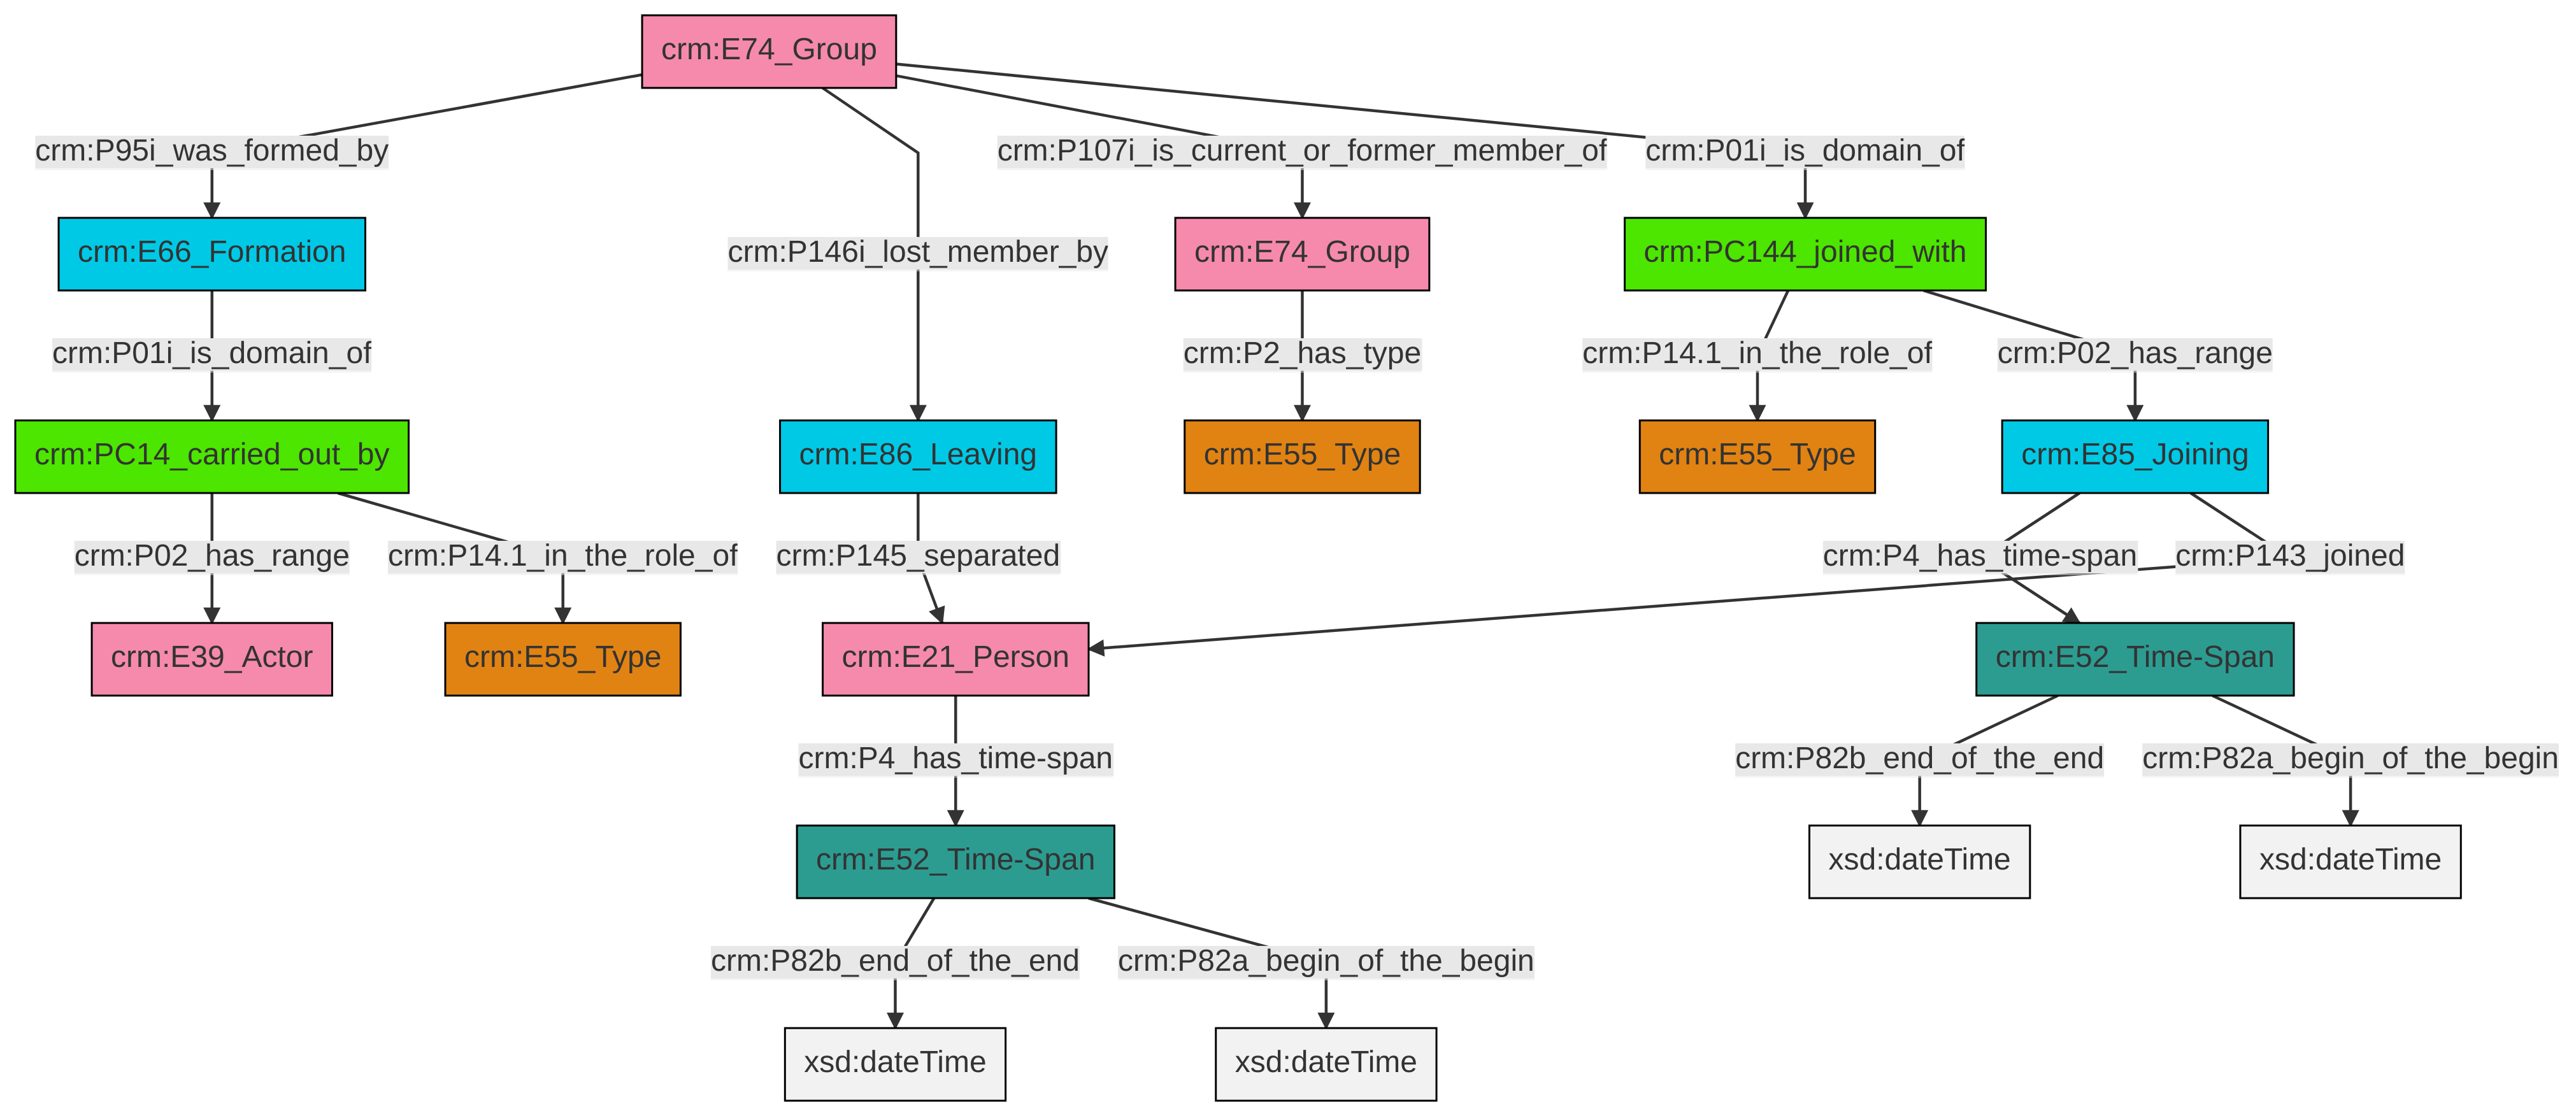 crm:E74_Group
crm:P95i_was_formed_by
crm:P107i_is_current_or_former_member_of
crm:P01i_is_domain_of
crm:E66_Formation
crm:P146i_lost_member_by
crm:E74_Group
crm:PC144_joined_with
crm:P01i_is_domain_of
crm:P2_has_type
crm:P14.1_in_the_role_of
crm:P02_has_range
crm:PC14_carried_out_by
crm:E86_Leaving
crm:E55_Type
crm:E55_Type
crm:E85_Joining
crm:P02_has_range
crm:P14.1_in_the_role_of
crm:P145_separated
crm:P4_has_time-span
crm:P143_joined
crm:E39_Actor
crm:E55_Type
crm:E21_Person
crm:E52_Time-Span
crm:P4_has_time-span
crm:P82b_end_of_the_end
crm:P82a_begin_of_the_begin
crm:E52_Time-Span
xsd:dateTime
xsd:dateTime
crm:P82b_end_of_the_end
crm:P82a_begin_of_the_begin
xsd:dateTime
xsd:dateTime